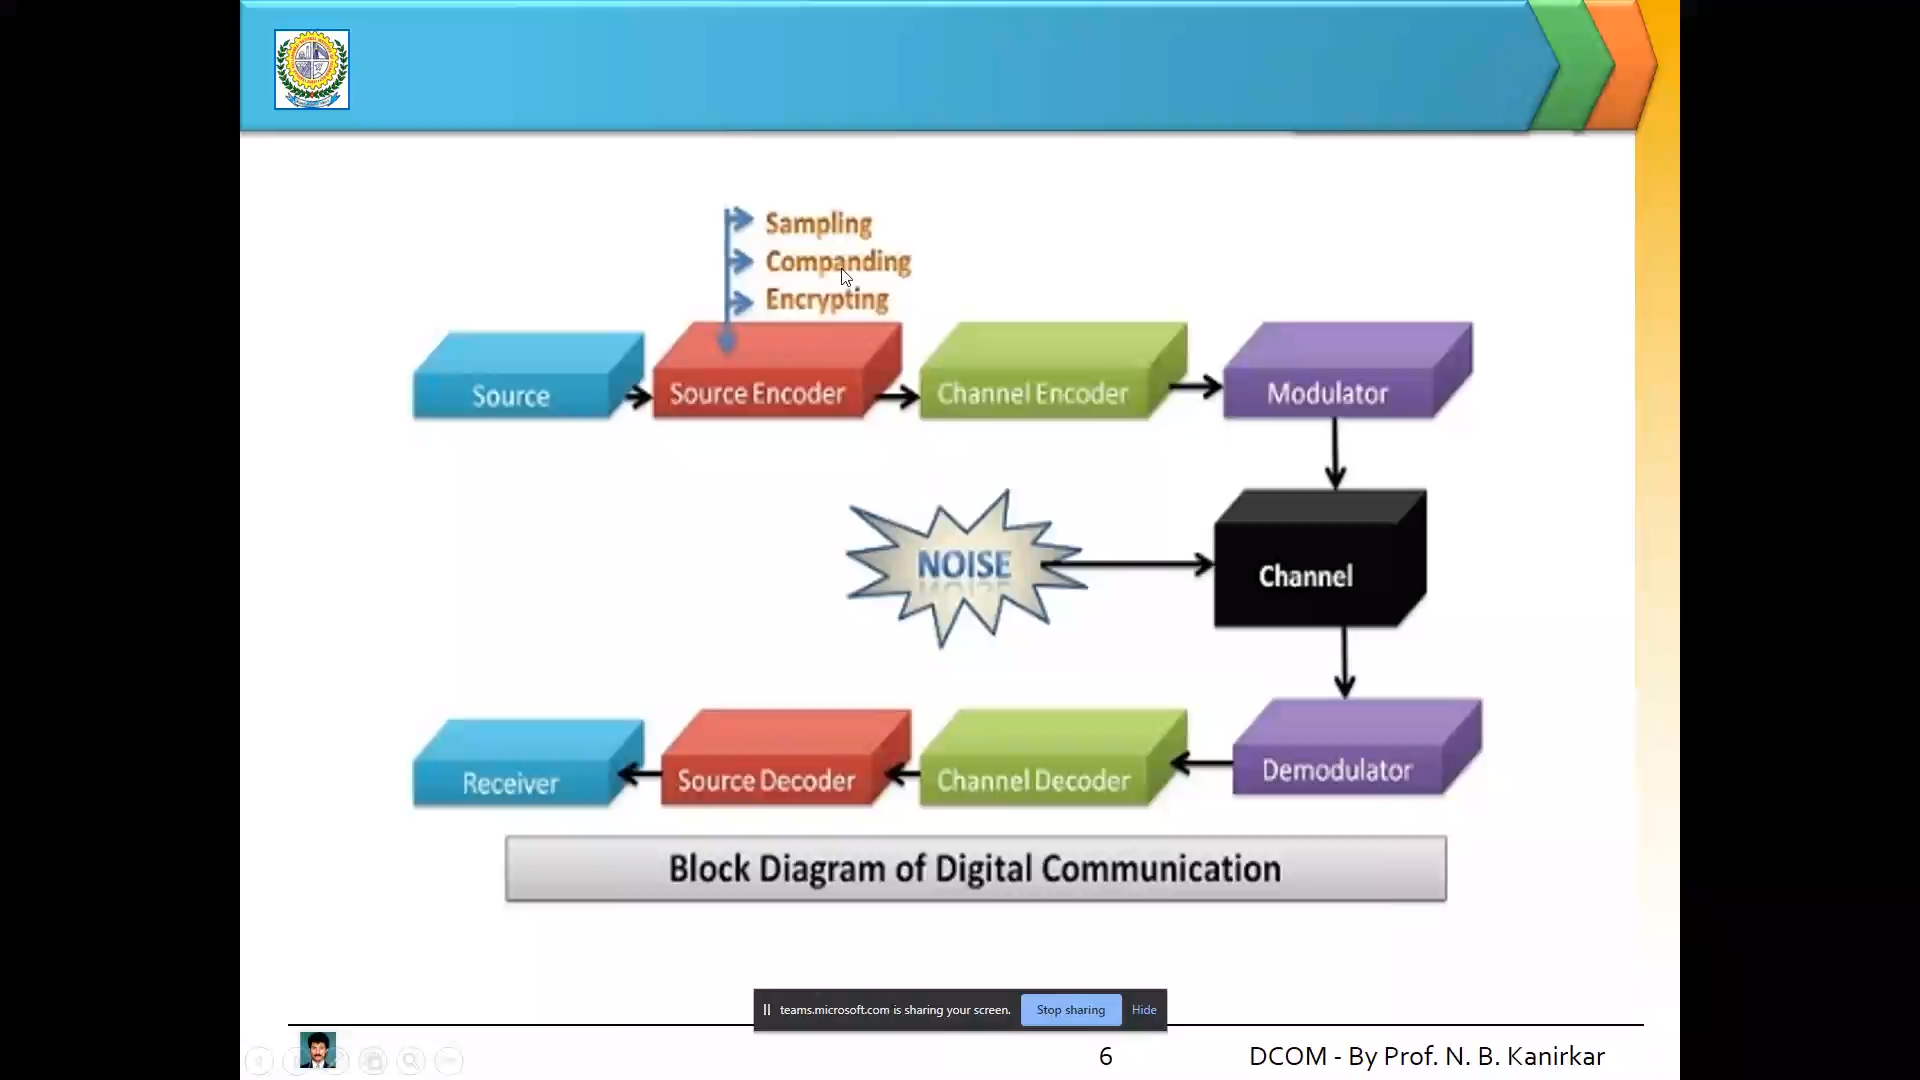 Sampling
Companding
Encrypting
Source
Source Encoder
Channel Encoder
Modulator
NOISE
Channel
Receiver
Source Decoder
Channel Decoder
Demodulator
Block Diagram of Digital Communication
teams.microsoft.com is sharing your screen.
Stop sharing
Hide
6
DCOM - By Prof. N. B. Kanirkar